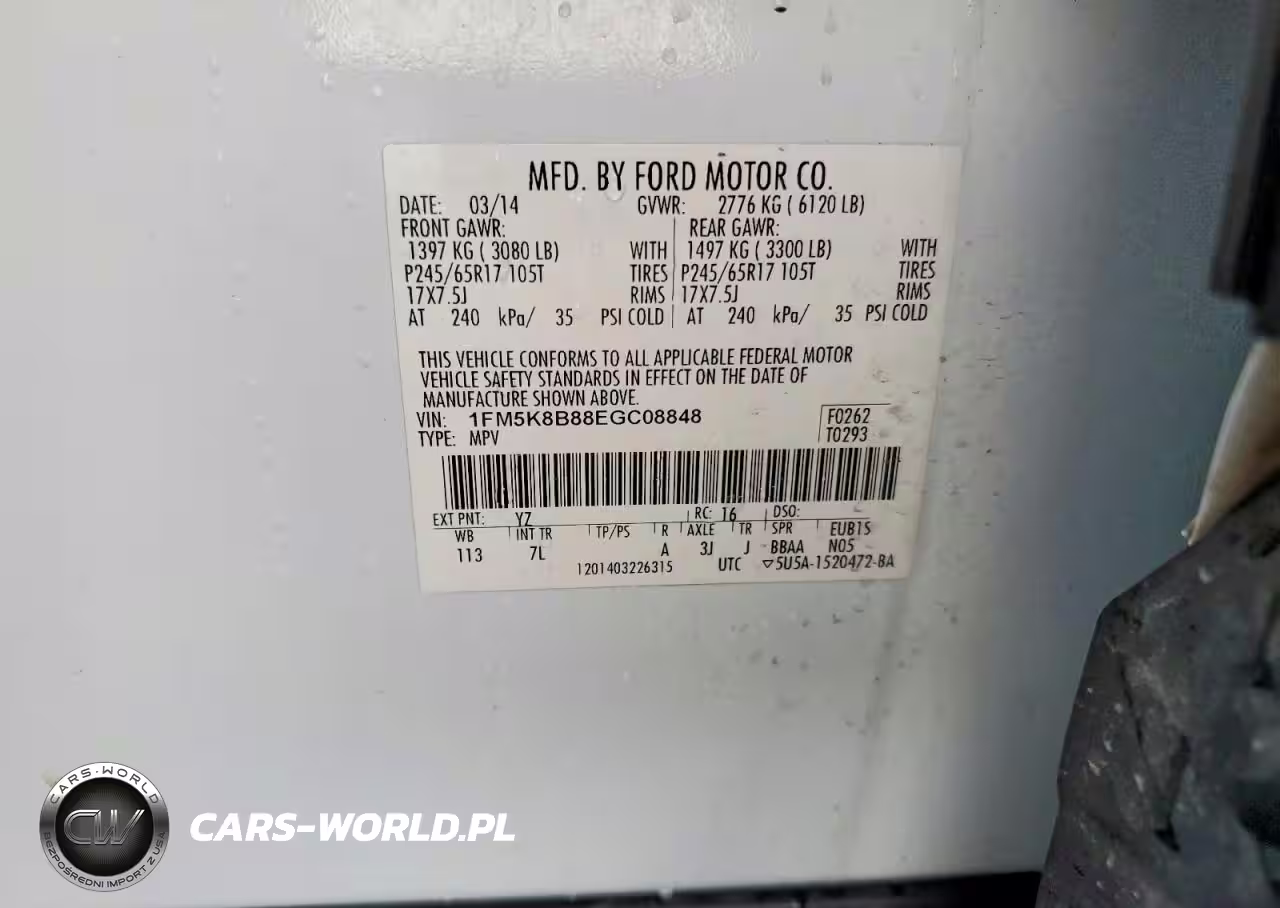 MFD. BY FORD MOTOR CO.
DATE: 03/14 GVWR: 2776 KG ( 6120 LB)
FRONT GAWR: REAR GAWR:
1397 KG ( 3080 LB) WITH 1497 KG ( 3300 LB) WITH
P245/65R17 105T TIRES P245/65R17 105T TIRES
17X7.5J RIMS 17X7.5J RIMS
AT 240 kPa/ 35 PSI COLD AT 240 kPa/ 35 PSI COLD
THIS VEHICLE CONFORMS TO ALL APPLICABLE FEDERAL MOTOR
VEHICLE SAFETY STANDARDS IN EFFECT ON THE DATE OF
MANUFACTURE SHOWN ABOVE.
VIN: 1FM5K8B88EGC08848 F0262
TYPE: MPV T0293
EXT PNT: YZ RC: 16 DSO:
WB INT TR TP/PS R AXLE TR SPR EUB1S
113 7L A 3J J BBAA N05
1201403226315 UTC ▽5U5A-1520472-BA
CARS-WORLD
CW
BEZPOŚREDNI IMPORT Z USA
CARS-WORLD.PL